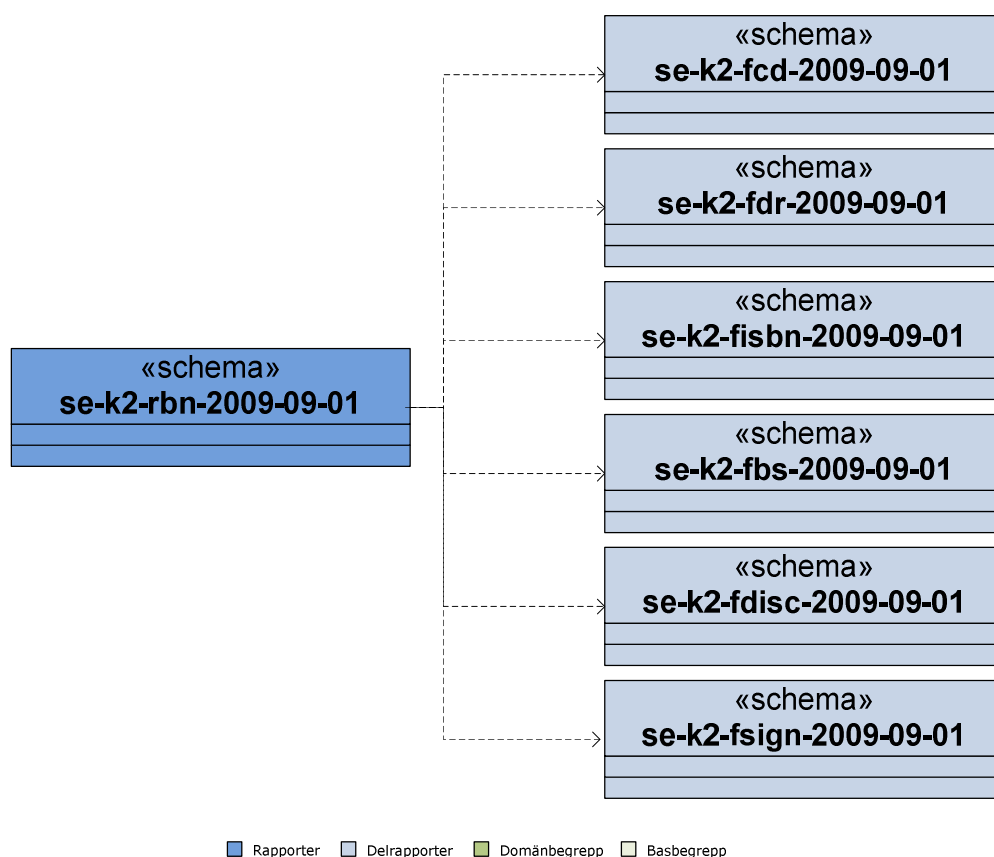 «schema»
se-k2-fcd-2009-09-01
«schema»
se-k2-fdr-2009-09-01
«schema»
se-k2-fisbn-2009-09-01
«schema»
se-k2-rbn-2009-09-01
«schema»
se-k2-fbs-2009-09-01
«schema»
se-k2-fdisc-2009-09-01
«schema»
se-k2-fsign-2009-09-01
Rapporter Delrapporter Domänbegrepp Basbegrepp